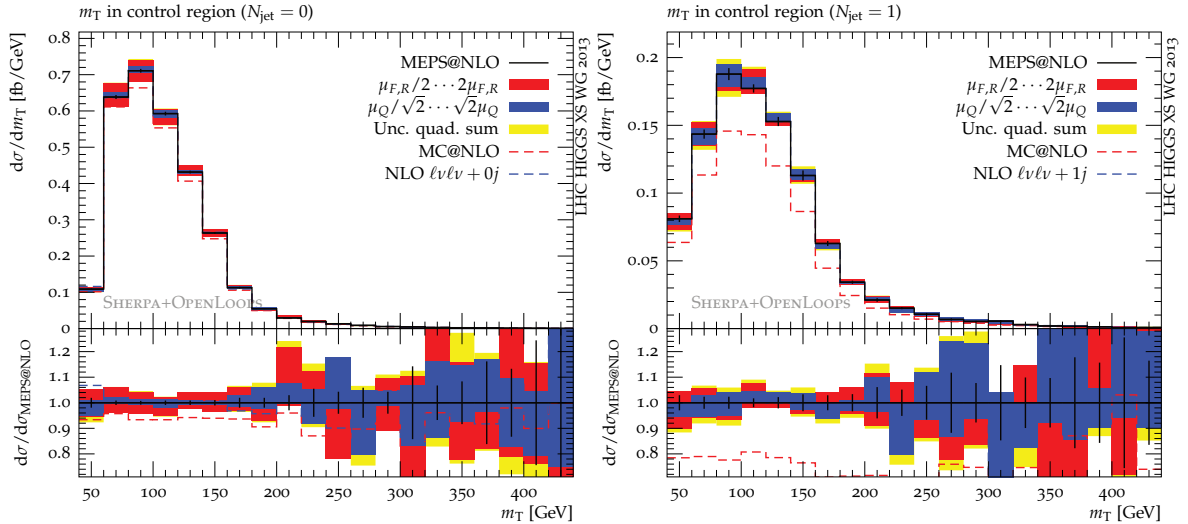 m_T in control region (N_jet = 0)
dσ/dm_T [fb/GeV]
0.8
0.7
0.6
0.5
0.4
0.3
0.2
0.1
0
MEPS@NLO
μ_F,R/2 ··· 2μ_F,R
μ_Q/√2 ··· √2μ_Q
Unc. quad. sum
MC@NLO
NLO ℓνℓν + 0j
LHC HIGGS XS WG 2013
SHERPA+OPENLOOPS
dσ/dσ_MEPS@NLO
1.2
1.1
1.0
0.9
0.8
50 100 150 200 250 300 350 400
m_T [GeV]
m_T in control region (N_jet = 1)
dσ/dm_T [fb/GeV]
0.2
0.15
0.1
0.05
0
MEPS@NLO
μ_F,R/2 ··· 2μ_F,R
μ_Q/√2 ··· √2μ_Q
Unc. quad. sum
MC@NLO
NLO ℓνℓν + 1j
LHC HIGGS XS WG 2013
SHERPA+OPENLOOPS
dσ/dσ_MEPS@NLO
1.2
1.1
1.0
0.9
0.8
50 100 150 200 250 300 350 400
m_T [GeV]